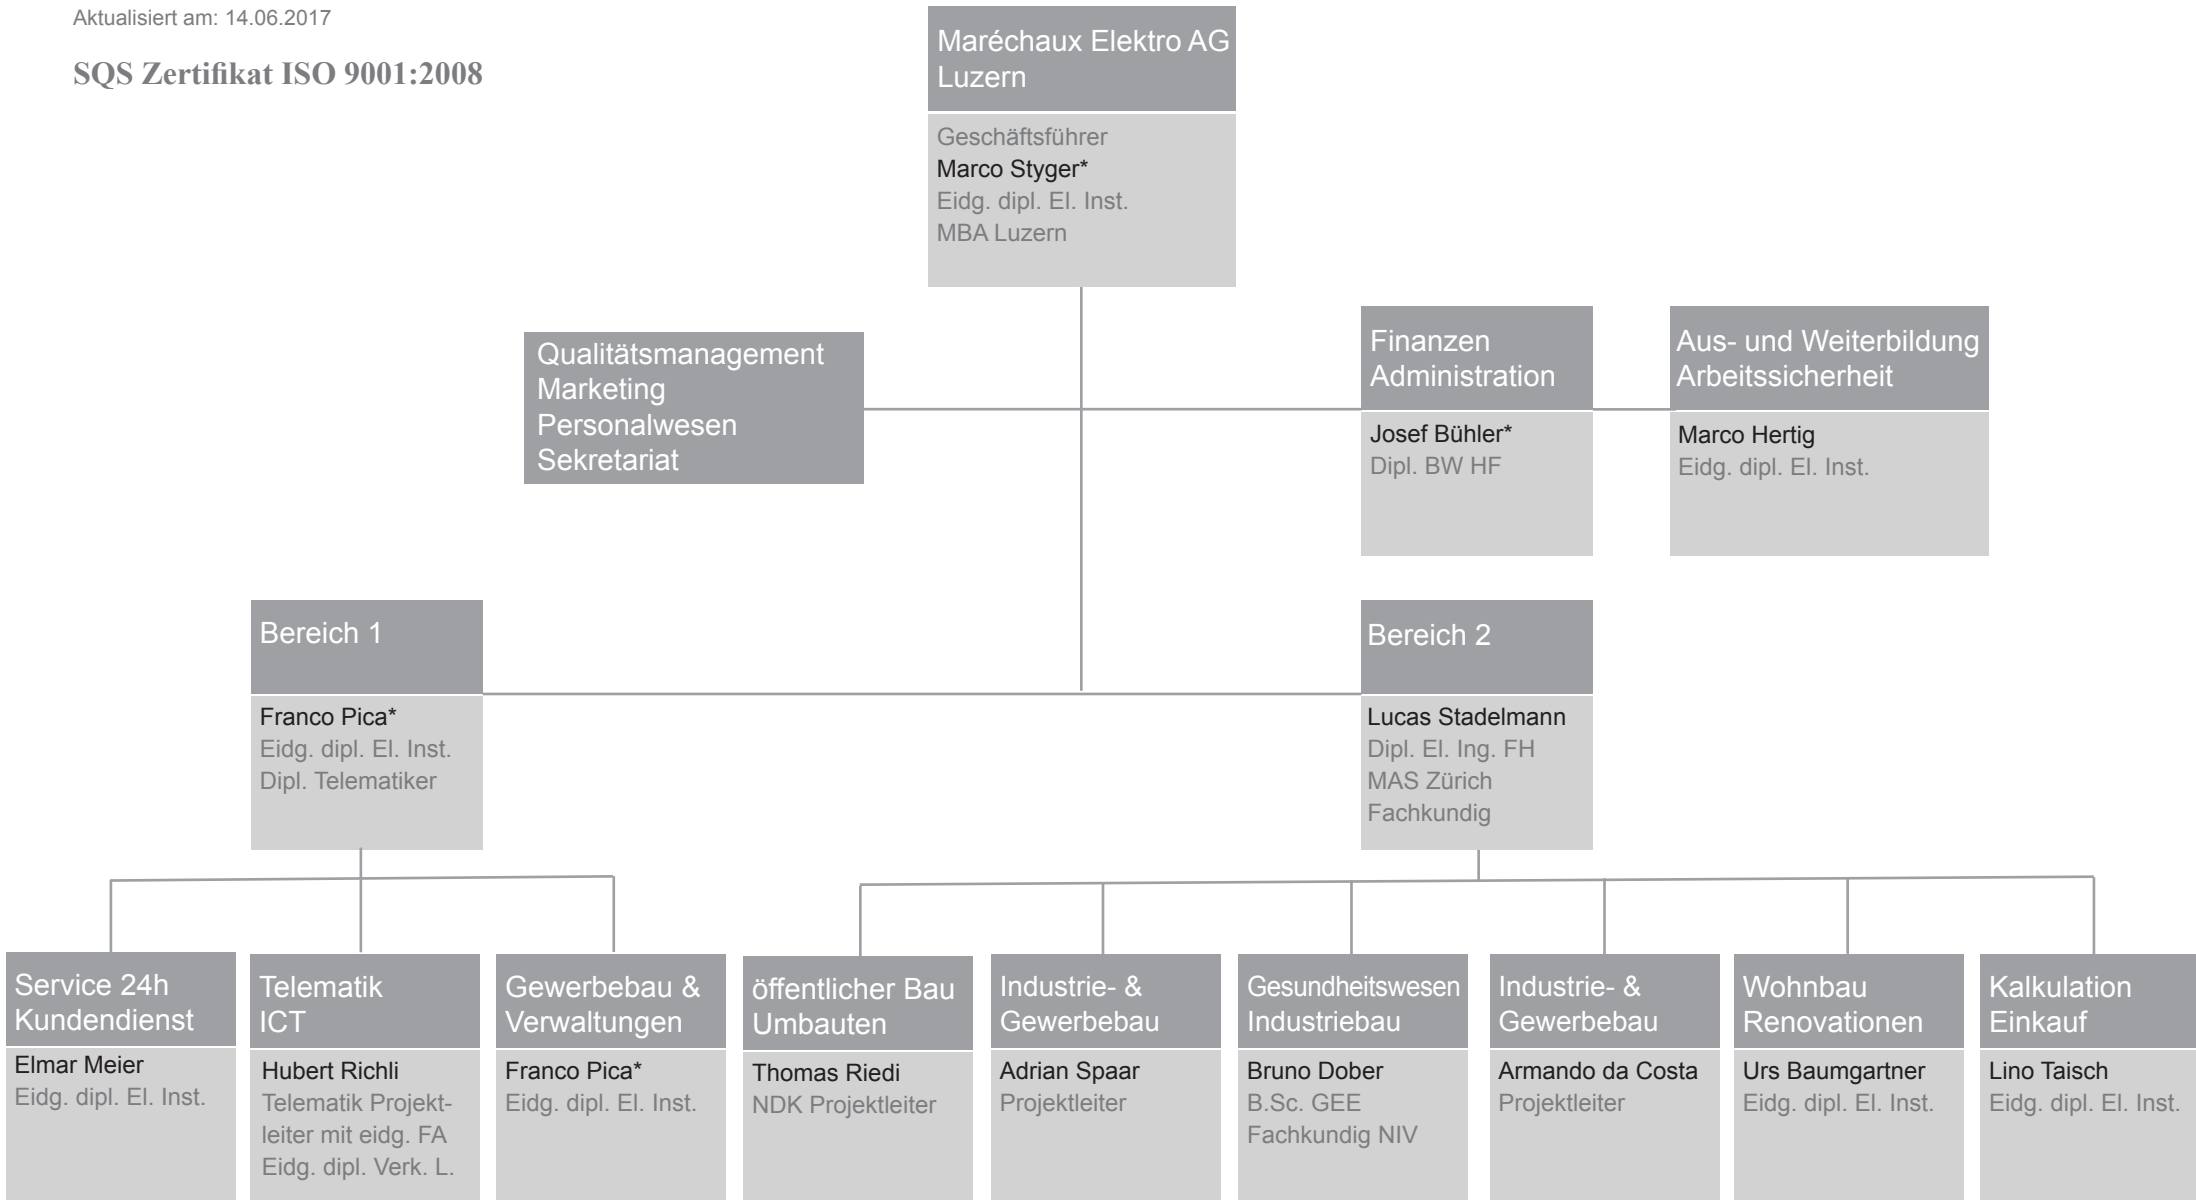 Aktualisiert am: 14.06.2017
SQS Zertifikat ISO 9001:2008
Maréchaux Elektro AG
Luzern
Geschäftsführer
Marco Styger*
Eidg. dipl. El. Inst.
MBA Luzern
Qualitätsmanagement
Marketing
Personalwesen
Sekretariat
Finanzen
Administration
Josef Bühler*
Dipl. BW HF
Aus- und Weiterbildung
Arbeitssicherheit
Marco Hertig
Eidg. dipl. El. Inst.
Bereich 1
Franco Pica*
Eidg. dipl. El. Inst.
Dipl. Telematiker
Bereich 2
Lucas Stadelmann
Dipl. El. Ing. FH
MAS Zürich
Fachkundig
Service 24h
Kundendienst
Elmar Meier
Eidg. dipl. El. Inst.
Telematik
ICT
Hubert Richli
Telematik Projekt-
leiter mit eidg. FA
Eidg. dipl. Verk. L.
Gewerbebau &
Verwaltungen
Franco Pica*
Eidg. dipl. El. Inst.
öffentlicher Bau
Umbauten
Thomas Riedi
NDK Projektleiter
Industrie- &
Gewerbebau
Adrian Spaar
Projektleiter
Gesundheitswesen
Industriebau
Bruno Dober
B.Sc. GEE
Fachkundig NIV
Industrie- &
Gewerbebau
Armando da Costa
Projektleiter
Wohnbau
Renovationen
Urs Baumgartner
Eidg. dipl. El. Inst.
Kalkulation
Einkauf
Lino Taisch
Eidg. dipl. El. Inst.